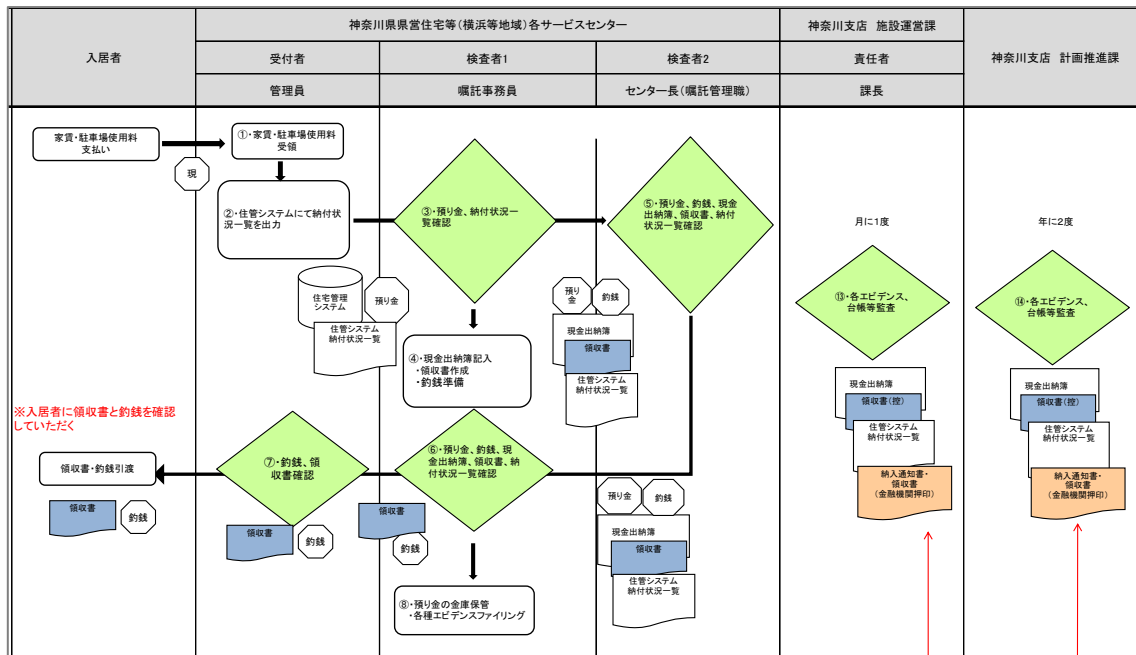 入居者
神奈川県県営住宅等(横浜等地域)各サービスセンター
神奈川支店 施設運営課
神奈川支店 計画推進課
受付者
検査者1
検査者2
責任者
管理員
嘱託事務員
センター長(嘱託管理職)
課長
家賃・駐車場使用料
支払い
現
①・家賃・駐車場使用料
受領
②・住管システムにて納付状
況一覧を出力
③・預り金、納付状況一
覧確認
⑤・預り金、釣銭、現金
出納簿、領収書、納付
状況一覧確認
住宅管理
システム
預り金
住管システム
納付状況一覧
預り
金
釣銭
現金出納簿
領収書
住管システム
納付状況一覧
④・現金出納簿記入
・領収書作成
・釣銭準備
月に1度
⑬・各エビデンス、
台帳等監査
年に2度
⑭・各エビデンス、
台帳等監査
現金出納簿
領収書(控)
住管システム
納付状況一覧
納入通知書・
領収書
(金融機関押印)
現金出納簿
領収書(控)
住管システム
納付状況一覧
納入通知書・
領収書
(金融機関押印)
※入居者に領収書と釣銭を確認
していただく
領収書・釣銭引渡
領収書
釣銭
⑦・釣銭、領
収書確認
領収書
釣銭
⑥・預り金、釣銭、現
金出納簿、領収書、納
付状況一覧確認
領収書
釣銭
預り金
釣銭
現金出納簿
領収書
住管システム
納付状況一覧
⑧・預り金の金庫保管
・各種エビデンスファイリング